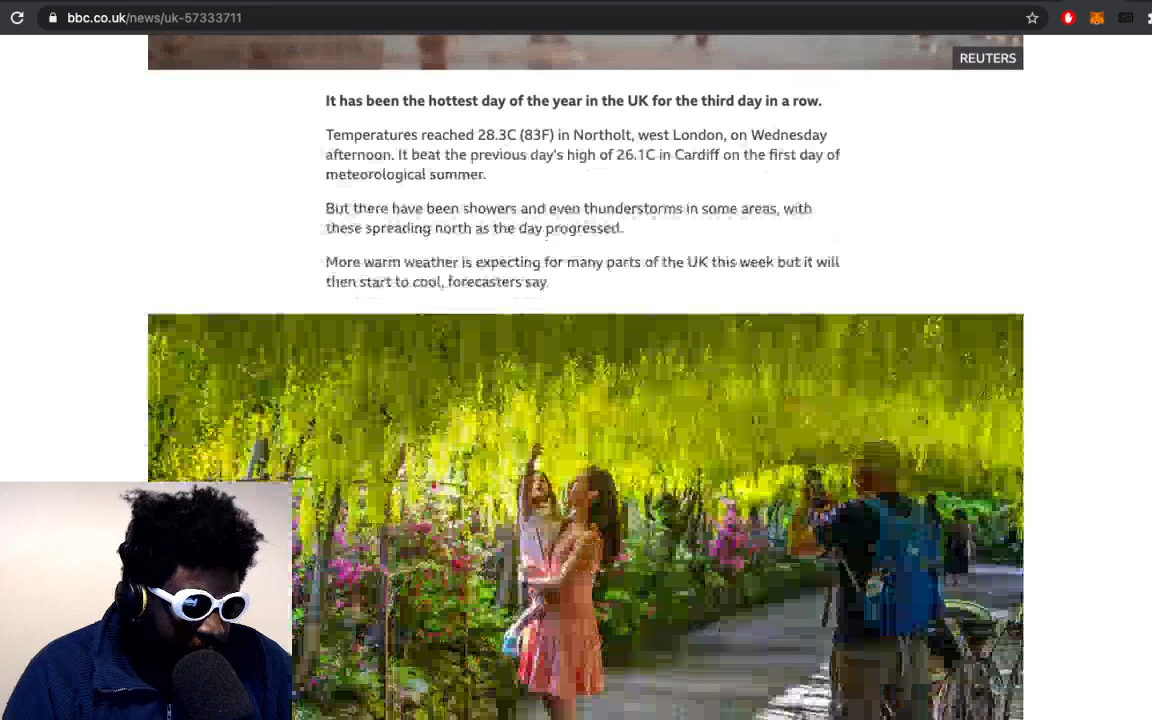 bbc.co.uk/news/uk-57333711
REUTERS
It has been the hottest day of the year in the UK for the third day in a row.
Temperatures reached 28.3C (83F) in Northolt, west London, on Wednesday
afternoon. It beat the previous day's high of 26.1C in Cardiff on the first day of
meteorological summer.
But there have been showers and even thunderstorms in some areas, with
these spreading north as the day progressed.
More warm weather is expecting for many parts of the UK this week but it will
then start to cool, forecasters say.